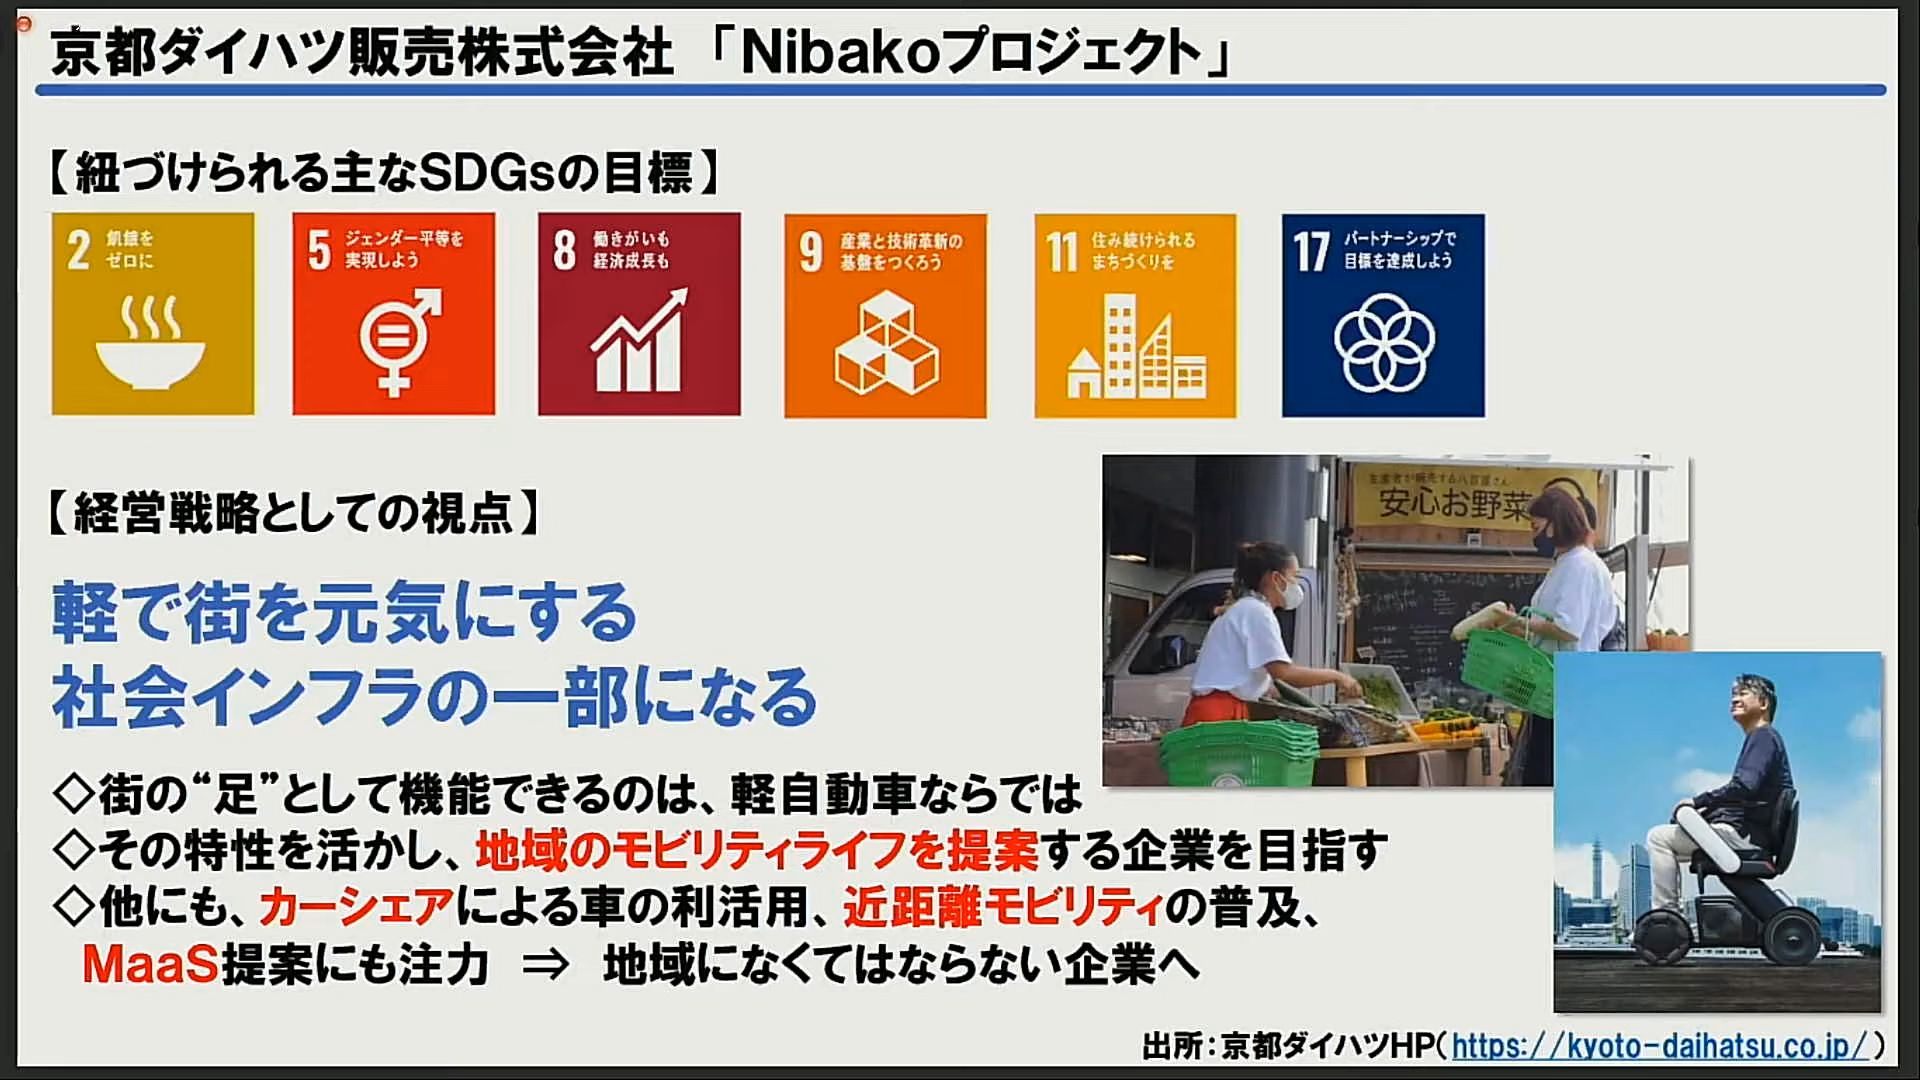 京都ダイハツ販売株式会社 「Nibakoプロジェクト」
【紐づけられる主なSDGsの目標】
2 飢餓を
ゼロに
5 ジェンダー平等を
実現しよう
8 働きがいも
経済成長も
9 産業と技術革新の
基盤をつくろう
11 住み続けられる
まちづくりを
17 パートナーシップで
目標を達成しよう
【経営戦略としての視点】
生産者が販売する八百屋さん
安心お野菜
軽で街を元気にする
社会インフラの一部になる
◇街の“足”として機能できるのは、軽自動車ならでは
◇その特性を活かし、地域のモビリティライフを提案する企業を目指す
◇他にも、カーシェアによる車の利活用、近距離モビリティの普及、
MaaS提案にも注力 ⇒ 地域になくてはならない企業へ
出所：京都ダイハツHP（https://kyoto-daihatsu.co.jp/）